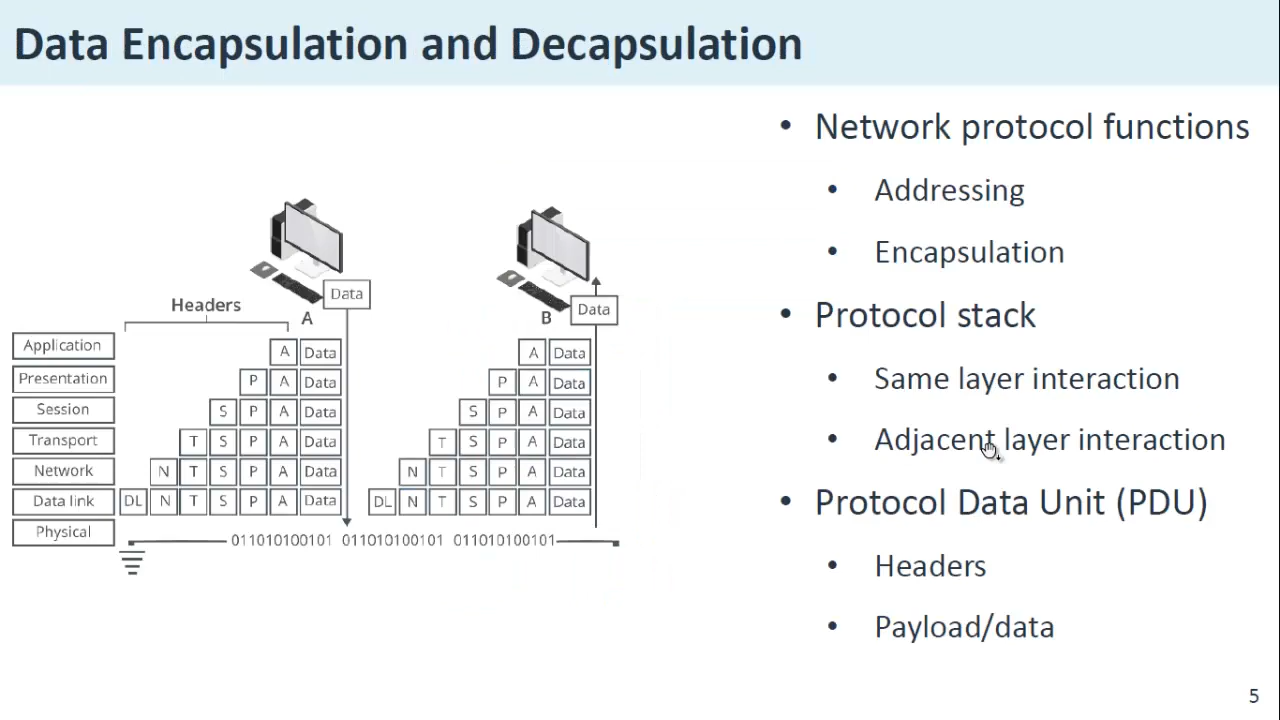 Data Encapsulation and Decapsulation
• Network protocol functions
• Addressing
• Encapsulation
• Protocol stack
• Same layer interaction
• Adjacent layer interaction
• Protocol Data Unit (PDU)
• Headers
• Payload/data
Headers
A
Data
B
Data
Application
A Data
A Data
Presentation
P A Data
P A Data
Session
S P A Data
S P A Data
Transport
T S P A Data
T S P A Data
Network
N T S P A Data
N T S P A Data
Data link
DL N T S P A Data
DL N T S P A Data
Physical
011010100101 011010100101 011010100101
5